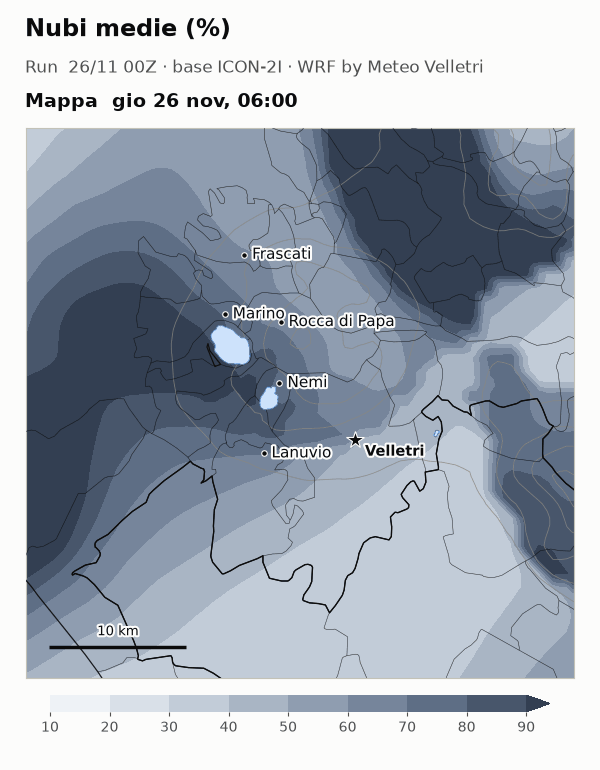 Nubi medie (%)
Run  26/11 00Z · base ICON-2I · WRF by Meteo Velletri
Mappa  gio 26 nov, 06:00
Frascati
Marino
Rocca di Papa
Nemi
Velletri
Lanuvio
10 km
10 20 30 40 50 60 70 80 90